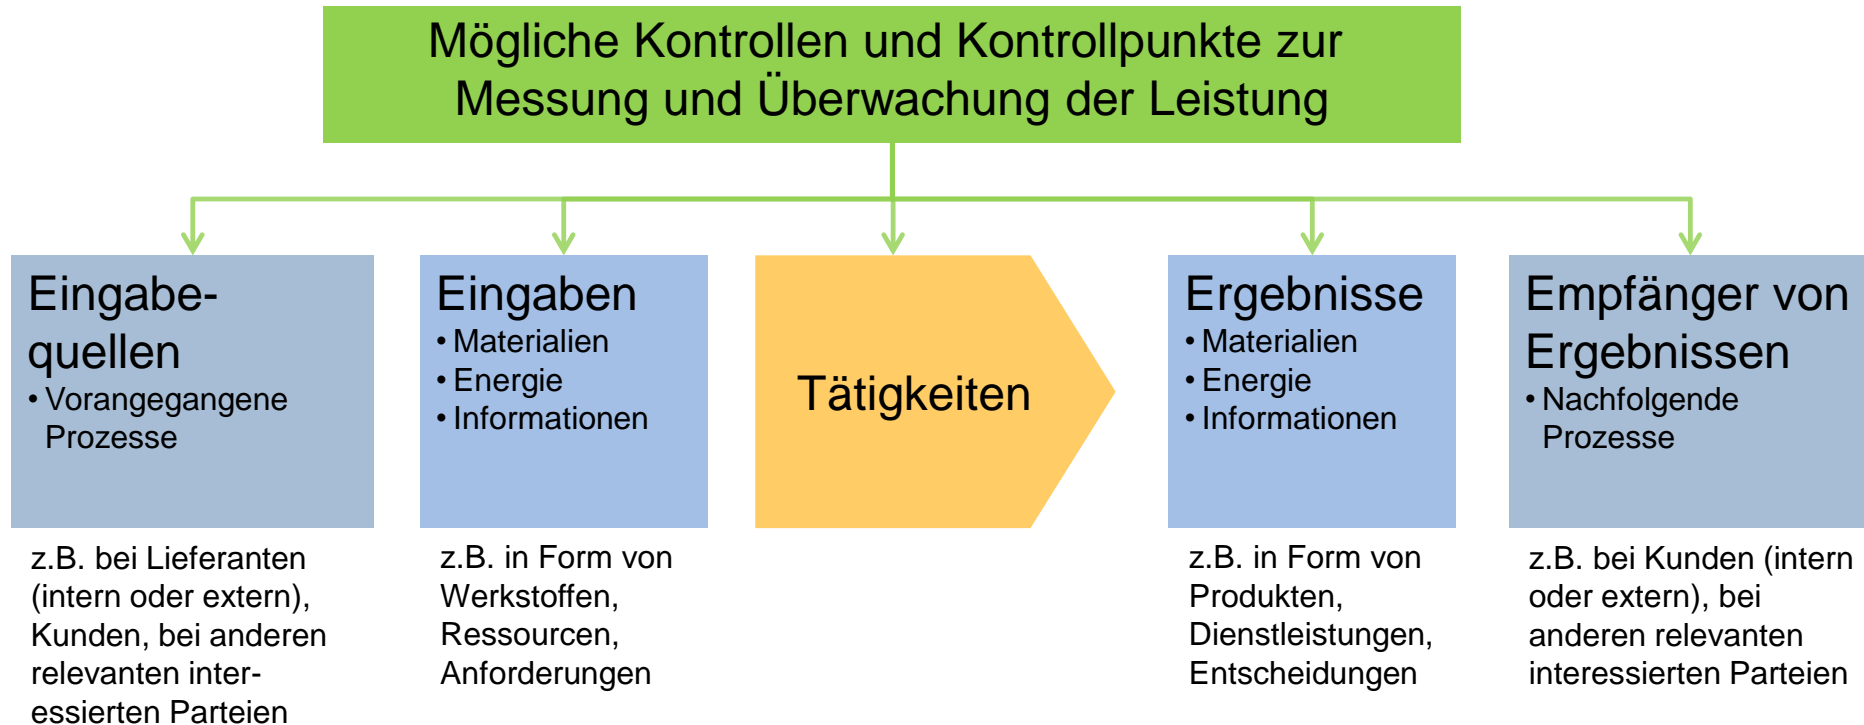 Mögliche Kontrollen und Kontrollpunkte zur
Messung und Überwachung der Leistung
Eingabe-
quellen
• Vorangegangene
Prozesse
z.B. bei Lieferanten
(intern oder extern),
Kunden, bei anderen
relevanten inter-
essierten Parteien
Eingaben
• Materialien
• Energie
• Informationen
z.B. in Form von
Werkstoffen,
Ressourcen,
Anforderungen
Tätigkeiten
Ergebnisse
• Materialien
• Energie
• Informationen
z.B. in Form von
Produkten,
Dienstleistungen,
Entscheidungen
Empfänger von
Ergebnissen
• Nachfolgende
Prozesse
z.B. bei Kunden (intern
oder extern), bei
anderen relevanten
interessierten Parteien